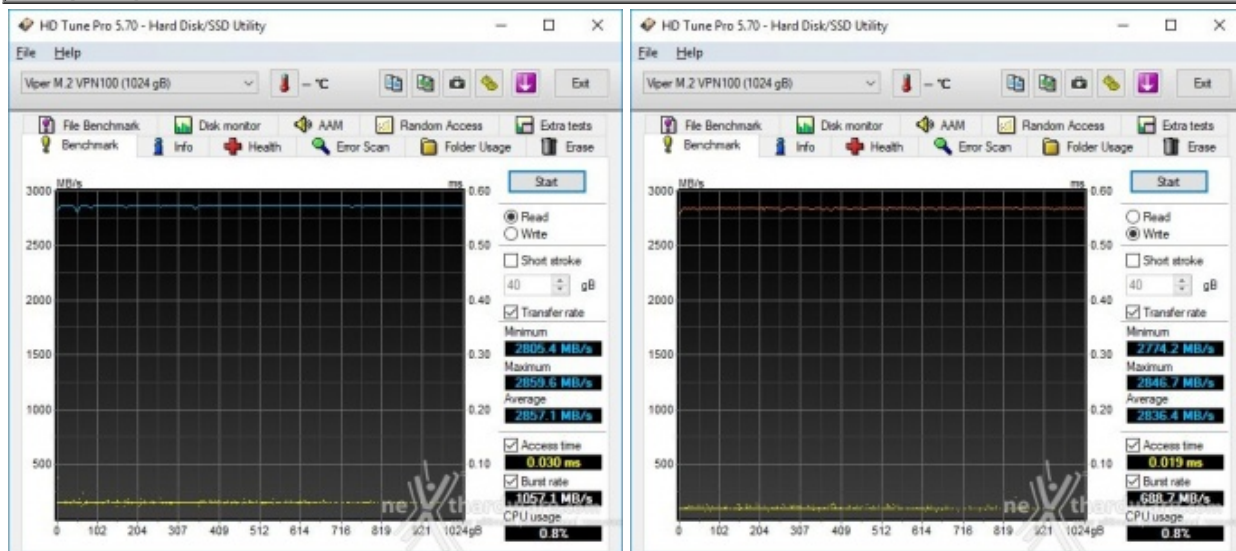 HD Tune Pro 5.70 - Hard Disk/SSD Utility
File Help
Viper M.2 VPN100 (1024 gB)
– °C
Exit
File Benchmark
Disk monitor
AAM
Random Access
Extra tests
Benchmark
Info
Health
Error Scan
Folder Usage
Erase
MB/s
ms
3000
2500
2000
1500
1000
500
0.60
0.50
0.40
0.30
0.20
0.10
0 102 204 307 409 512 614 716 819 921 1024gB
Start
Read
Write
Short stroke
40 gB
Transfer rate
Minimum
2805.4 MB/s
Maximum
2859.6 MB/s
Average
2857.1 MB/s
Access time
0.030 ms
Burst rate
1057.1 MB/s
CPU usage
0.8%
HD Tune Pro 5.70 - Hard Disk/SSD Utility
File Help
Viper M.2 VPN100 (1024 gB)
– °C
Exit
File Benchmark
Disk monitor
AAM
Random Access
Extra tests
Benchmark
Info
Health
Error Scan
Folder Usage
Erase
MB/s
ms
3000
2500
2000
1500
1000
500
0.60
0.50
0.40
0.30
0.20
0.10
0 102 204 307 409 512 614 716 819 921 1024gB
Start
Read
Write
Short stroke
40 gB
Transfer rate
Minimum
2774.2 MB/s
Maximum
2846.7 MB/s
Average
2836.4 MB/s
Access time
0.019 ms
Burst rate
688.7 MB/s
CPU usage
0.8%